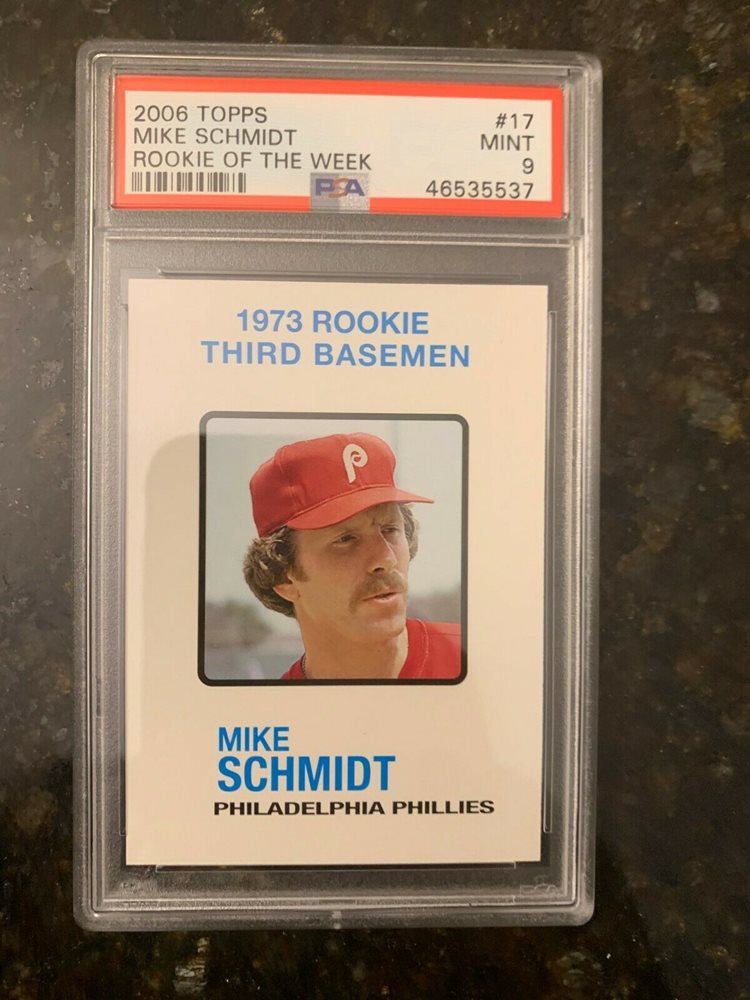 2006 TOPPS #17
MIKE SCHMIDT MINT
ROOKIE OF THE WEEK 9
PSA 46535537
1973 ROOKIE
THIRD BASEMEN
P
MIKE
SCHMIDT
PHILADELPHIA PHILLIES